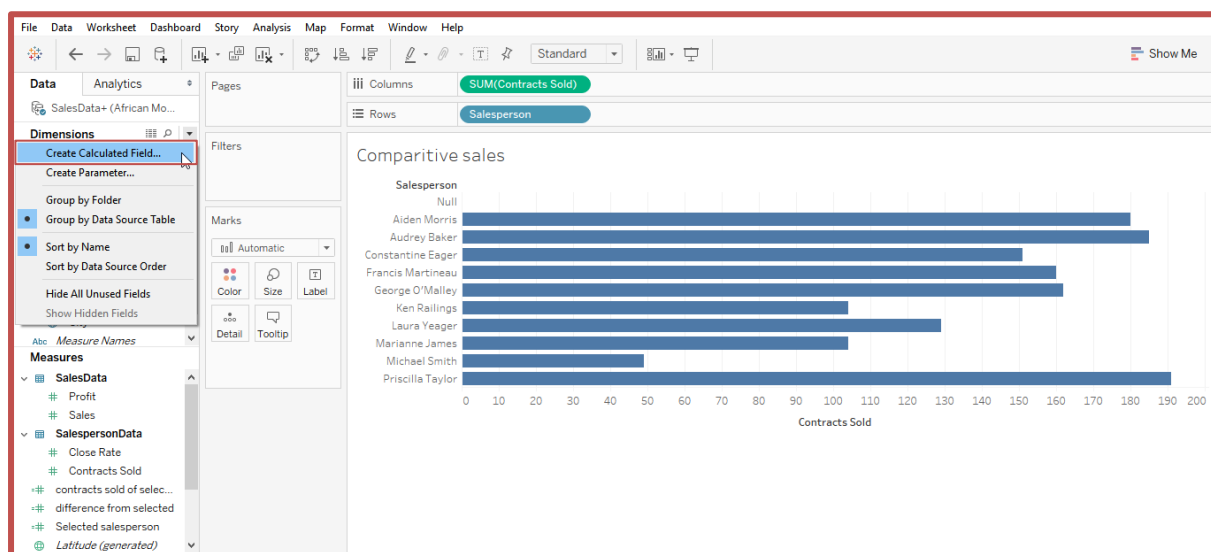 File Data Worksheet Dashboard Story Analysis Map Format Window Help
Standard
Show Me
Data Analytics
SalesData+ (African Mo...
Dimensions
Create Calculated Field...
Create Parameter...
Group by Folder
Group by Data Source Table
Sort by Name
Sort by Data Source Order
Hide All Unused Fields
Show Hidden Fields
Abc Measure Names
Measures
SalesData
# Profit
# Sales
SalespersonData
# Close Rate
# Contracts Sold
=# contracts sold of selec...
=# difference from selected
=# Selected salesperson
Latitude (generated)
Pages
Filters
Marks
Automatic
Color Size Label
Detail Tooltip
Columns SUM(Contracts Sold)
Rows Salesperson
Comparitive sales
Salesperson
Null
Aiden Morris
Audrey Baker
Constantine Eager
Francis Martineau
George O'Malley
Ken Railings
Laura Yeager
Marianne James
Michael Smith
Priscilla Taylor
0 10 20 30 40 50 60 70 80 90 100 110 120 130 140 150 160 170 180 190 200
Contracts Sold